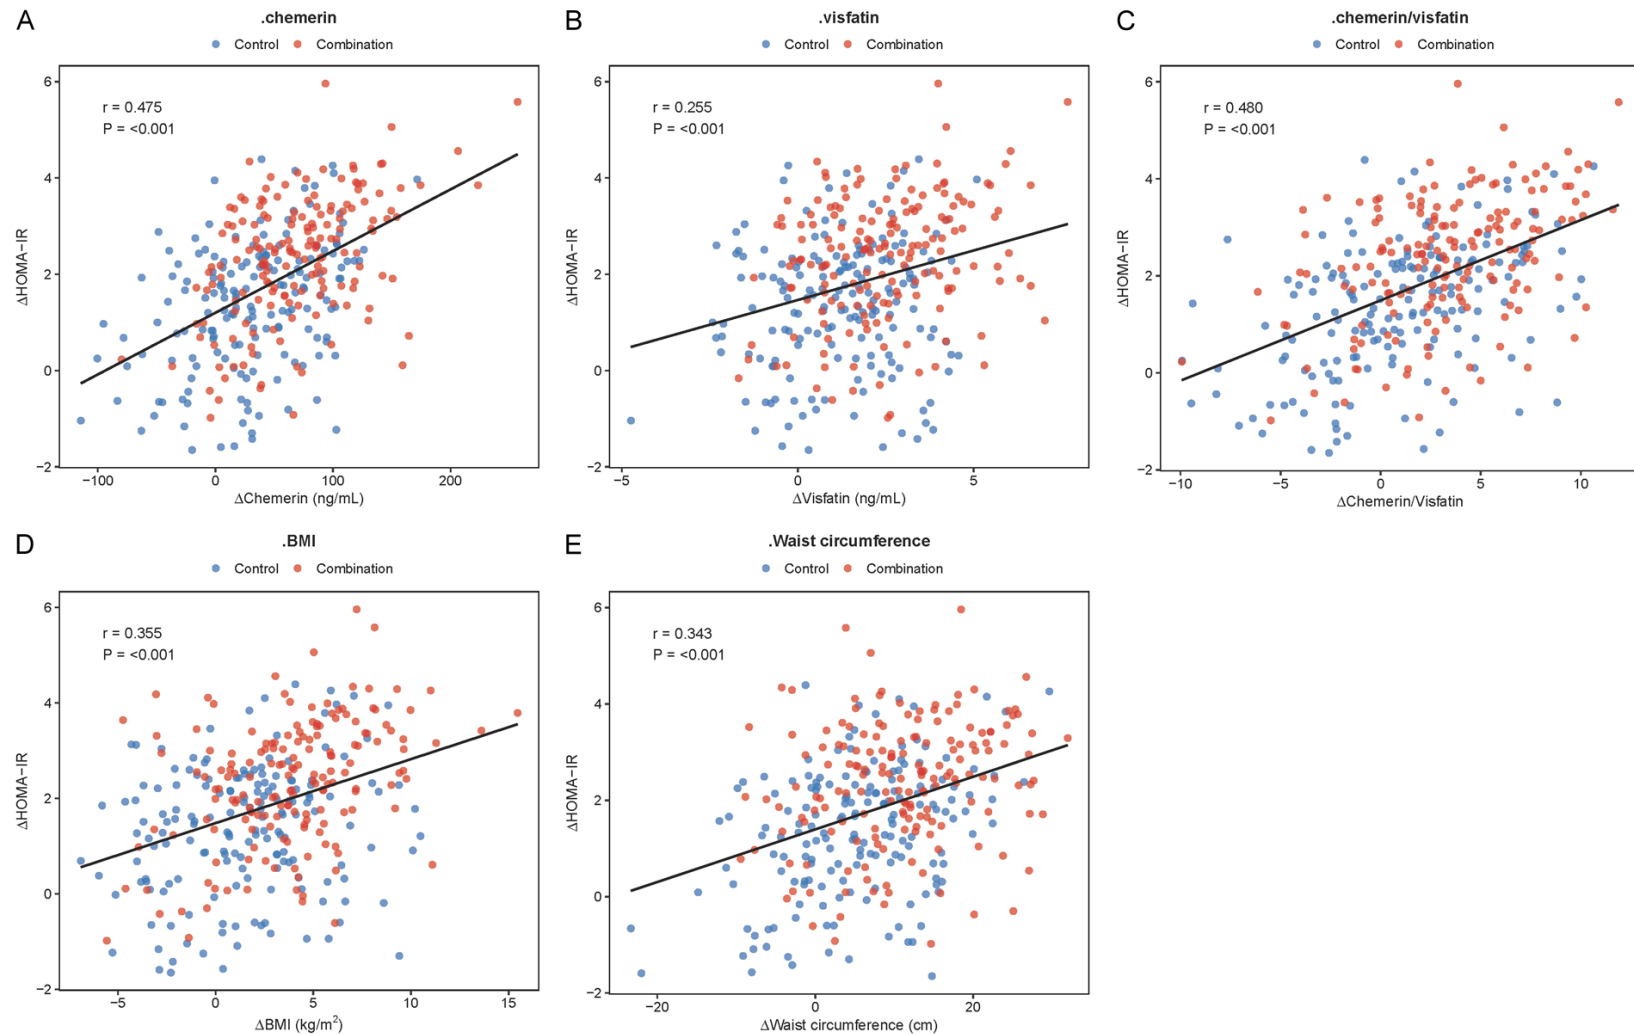 A
.chemerin
Control Combination
6
4
2
0
−2
r = 0.475
P = <0.001
ΔHOMA−IR
−100 0 100 200
ΔChemerin (ng/mL)
B
.visfatin
Control Combination
6
4
2
0
−2
r = 0.255
P = <0.001
ΔHOMA−IR
−5 0 5
ΔVisfatin (ng/mL)
C
.chemerin/visfatin
Control Combination
6
4
2
0
−2
r = 0.480
P = <0.001
ΔHOMA−IR
−10 −5 0 5 10
ΔChemerin/Visfatin
D
.BMI
Control Combination
6
4
2
0
−2
r = 0.355
P = <0.001
ΔHOMA−IR
−5 0 5 10 15
ΔBMI (kg/m²)
E
.Waist circumference
Control Combination
6
4
2
0
−2
r = 0.343
P = <0.001
ΔHOMA−IR
−20 0 20
ΔWaist circumference (cm)